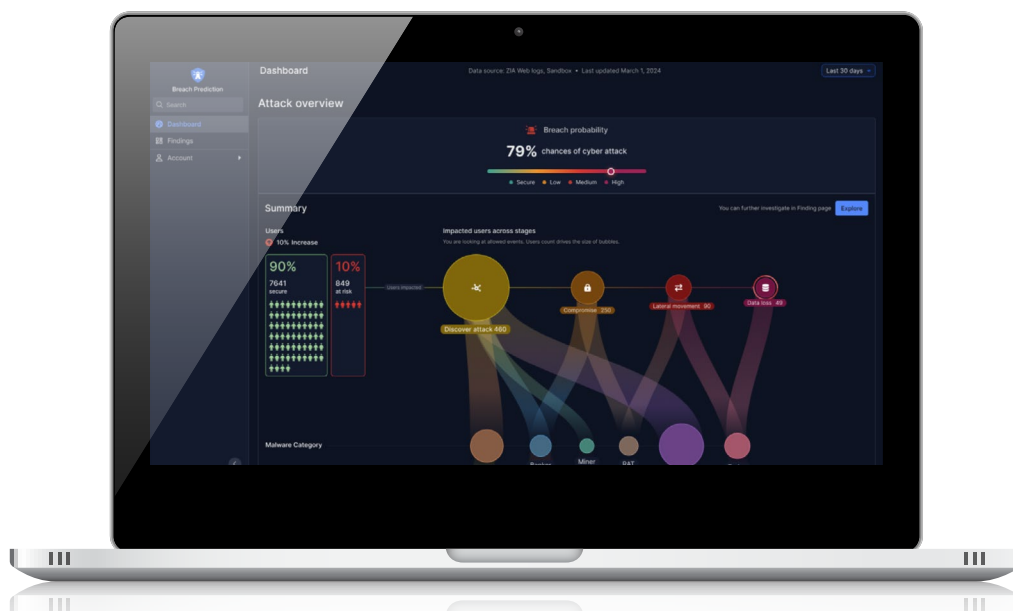 Breach Prediction
Search
Dashboard
Findings
Account
Dashboard
Data source: ZIA Web logs, Sandbox • Last updated March 1, 2024
Last 30 days
Attack overview
Breach probability
79% chances of cyber attack
Secure Low Medium High
Summary
You can further investigate in Finding page
Explore
Users
10% Increase
90%
7641
secure
10%
849
at risk
Users impacted
Impacted users across stages
You are looking at allowed events. Users count drives the size of bubbles.
Discover attack 460
Compromise 250
Lateral movement 90
Data loss 49
Malware Category
Miner
RAT